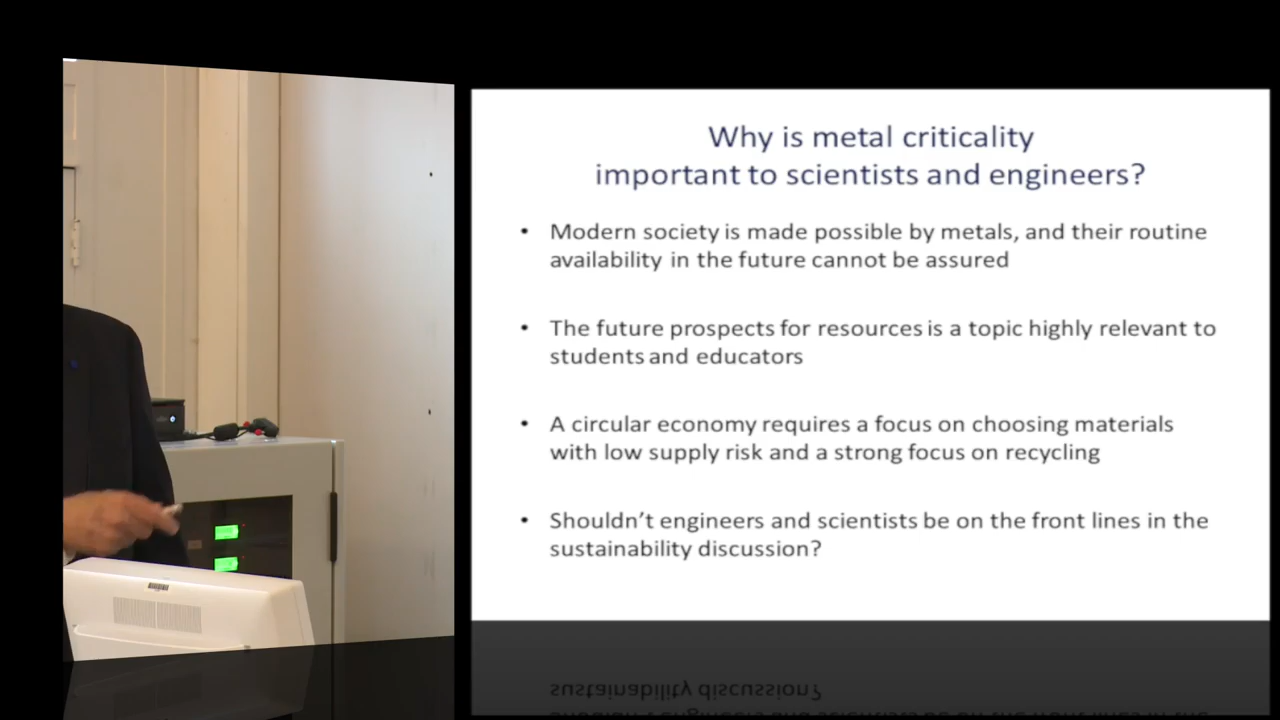 Why is metal criticality
important to scientists and engineers?
• Modern society is made possible by metals, and their routine
availability in the future cannot be assured
• The future prospects for resources is a topic highly relevant to
students and educators
• A circular economy requires a focus on choosing materials
with low supply risk and a strong focus on recycling
• Shouldn't engineers and scientists be on the front lines in the
sustainability discussion?